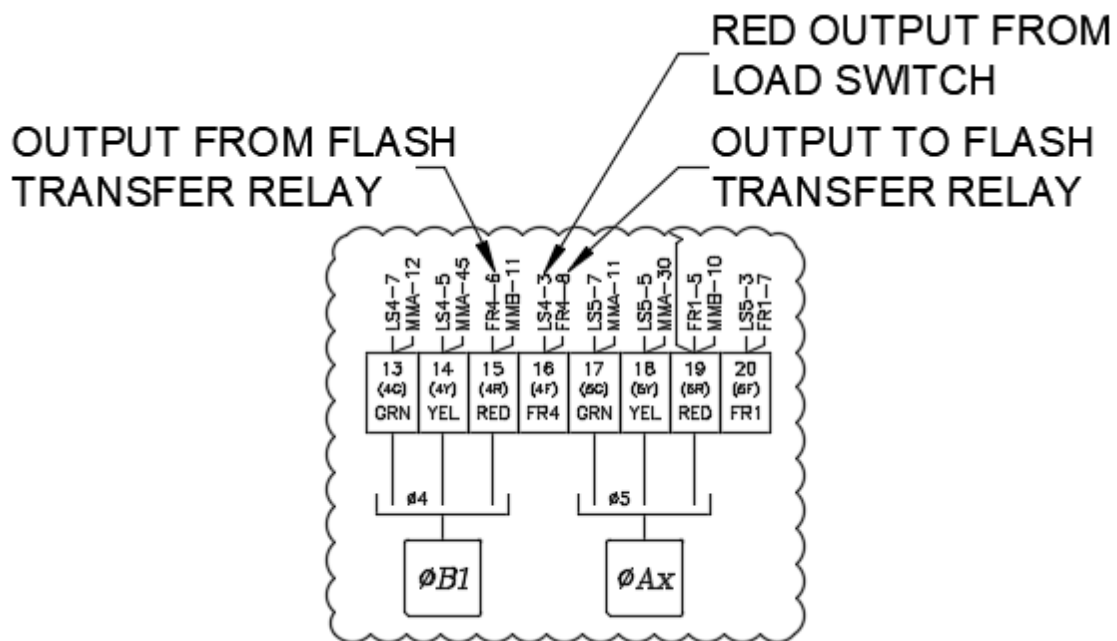 RED OUTPUT FROM
LOAD SWITCH
OUTPUT FROM FLASH
TRANSFER RELAY
OUTPUT TO FLASH
TRANSFER RELAY
LS4-7
MMA-12
LS4-5
MMA-45
FR4-6
MMB-11
LS4-3
FR4-8
LS5-7
MMA-11
LS5-5
MMA-30
FR1-5
MMB-10
LS5-3
FR1-7
13 14 15 16 17 18 19 20
(4G) (4Y) (4R) (4F) (5G) (5Y) (5R) (5F)
GRN YEL RED FR4 GRN YEL RED FR1
ø4 ø5
øB1 øAx